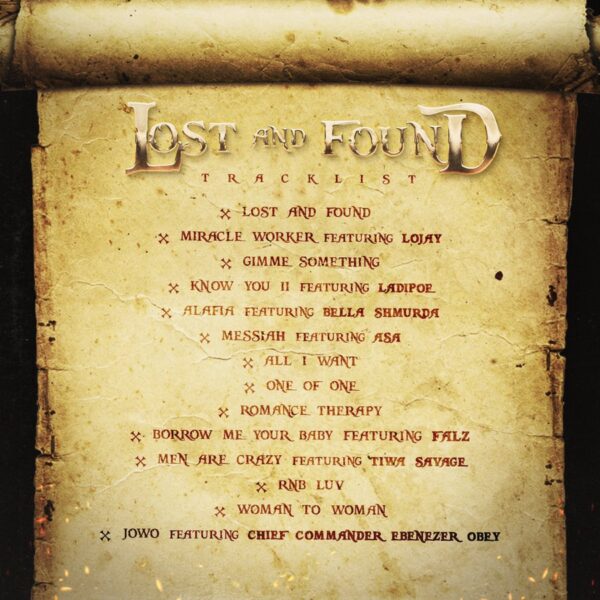 LOST AND FOUND
TRACKLIST
LOST AND FOUND
MIRACLE WORKER FEATURING LOJAY
GIMME SOMETHING
KNOW YOU II FEATURING LADIPOE
ALAFIA FEATURING BELLA SHMURDA
MESSIAH FEATURING ASA
ALL I WANT
ONE OF ONE
ROMANCE THERAPY
BORROW ME YOUR BABY FEATURING FALZ
MEN ARE CRAZY FEATURING TIWA SAVAGE
RNB LUV
WOMAN TO WOMAN
JOWO FEATURING CHIEF COMMANDER EBENEZER OBEY